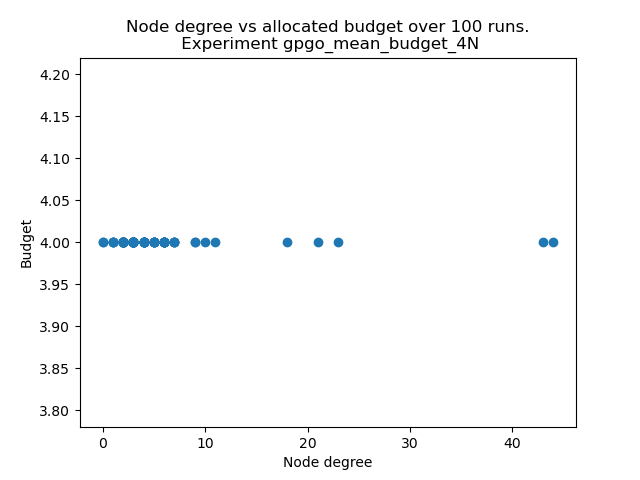 Node degree vs allocated budget over 100 runs.
Experiment gpgo_mean_budget_4N
4.20
4.15
4.10
4.05
4.00
3.95
3.90
3.85
3.80
Budget
0 10 20 30 40
Node degree